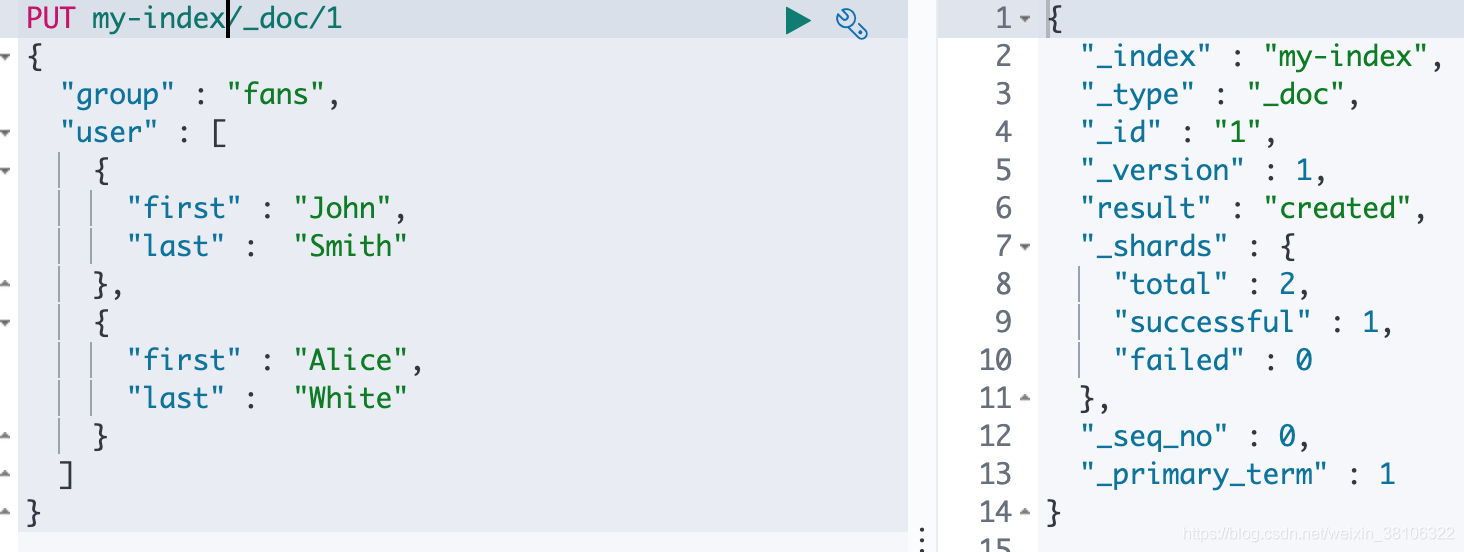 PUT my-index/_doc/1
{
  "group" : "fans",
  "user" : [
    {
      "first" : "John",
      "last" :  "Smith"
    },
    {
      "first" : "Alice",
      "last" :  "White"
    }
  ]
}
1 {
2   "_index" : "my-index",
3   "_type" : "_doc",
4   "_id" : "1",
5   "_version" : 1,
6   "result" : "created",
7   "_shards" : {
8     "total" : 2,
9     "successful" : 1,
10     "failed" : 0
11   },
12   "_seq_no" : 0,
13   "_primary_term" : 1
14 }
15
https://blog.csdn.net/weixin_38106322